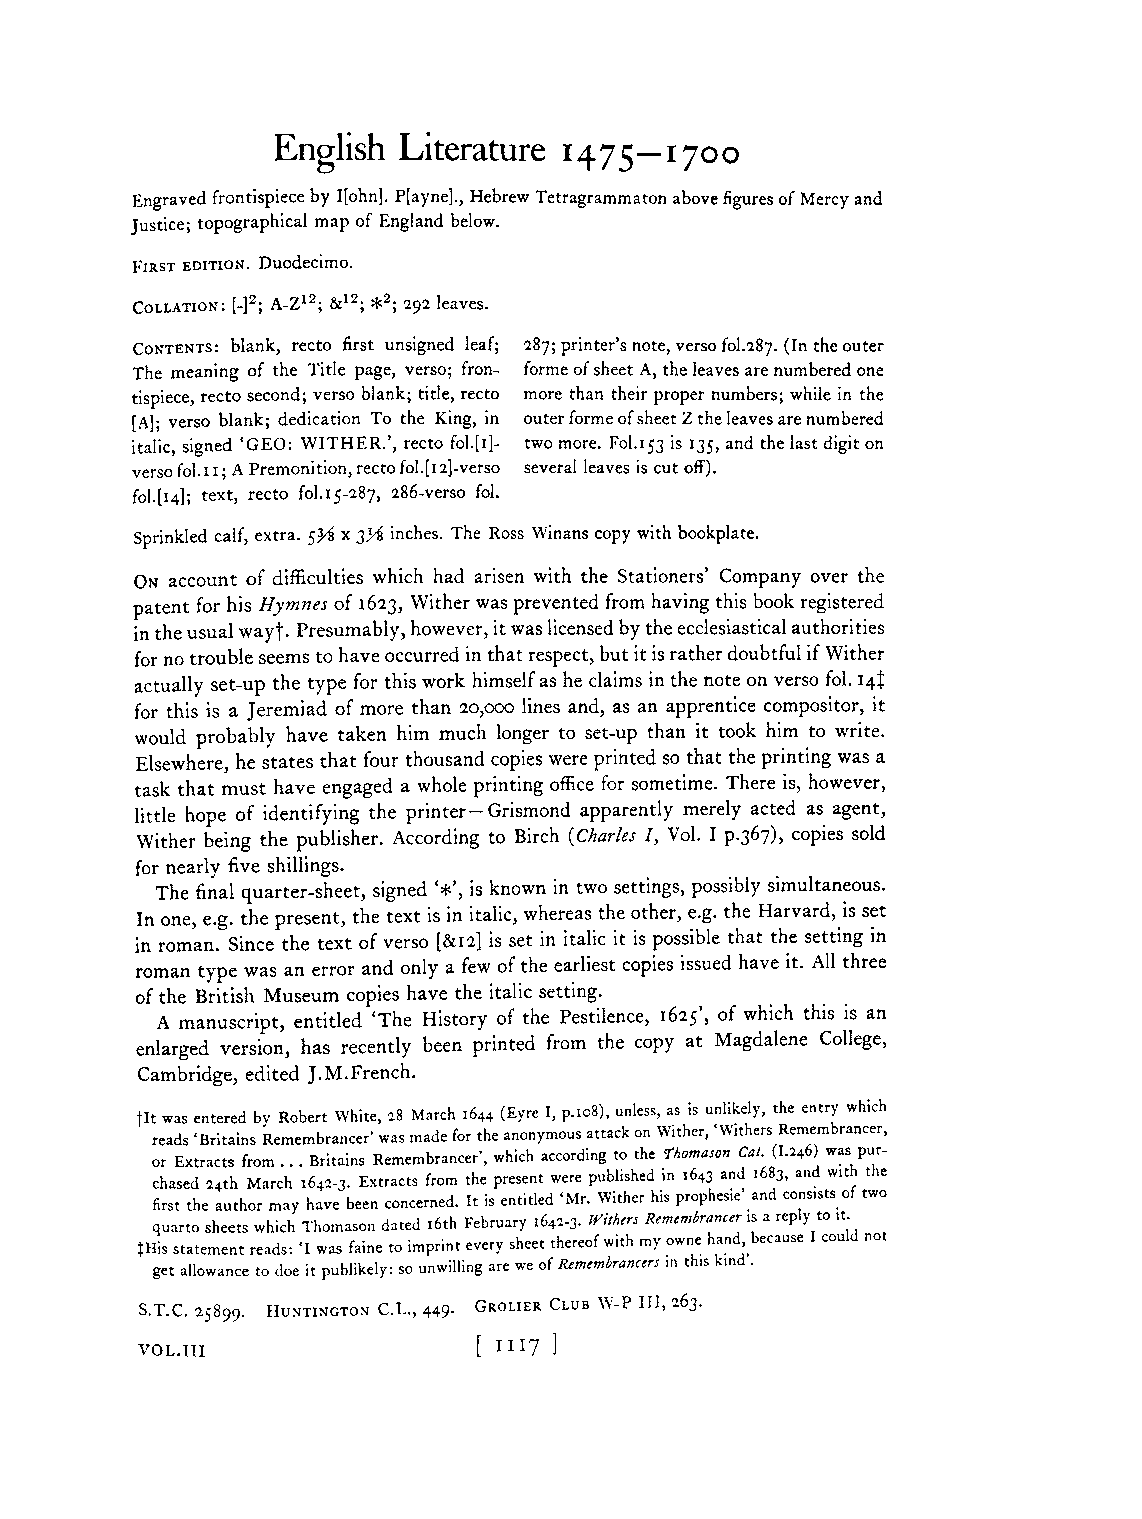 English Literature 1475—1700
Engraved frontispiece by I[ohn]. P[ayne]., Hebrew Tetragrammaton above figures of Mercy and
Justice; topographical map of England below.
FIRST EDITION. Duodecimo.
COLLATION: [-]²; A-Z¹²; &¹²; *²; 292 leaves.
CONTENTS: blank, recto first unsigned leaf;
The meaning of the Title page, verso; fron-
tispiece, recto second; verso blank; title, recto
[A]; verso blank; dedication To the King, in
italic, signed ‘GEO: WITHER.’, recto fol.[1]-
verso fol.11; A Premonition, recto fol.[12]-verso
fol.[14]; text, recto fol.15-287, 286-verso fol.
287; printer’s note, verso fol.287. (In the outer
forme of sheet A, the leaves are numbered one
more than their proper numbers; while in the
outer forme of sheet Z the leaves are numbered
two more. Fol.153 is 135, and the last digit on
several leaves is cut off).
Sprinkled calf, extra. 5⅜ x 3⅛ inches. The Ross Winans copy with bookplate.
ON account of difficulties which had arisen with the Stationers’ Company over the
patent for his Hymnes of 1623, Wither was prevented from having this book registered
in the usual way†. Presumably, however, it was licensed by the ecclesiastical authorities
for no trouble seems to have occurred in that respect, but it is rather doubtful if Wither
actually set-up the type for this work himself as he claims in the note on verso fol. 14‡
for this is a Jeremiad of more than 20,000 lines and, as an apprentice compositor, it
would probably have taken him much longer to set-up than it took him to write.
Elsewhere, he states that four thousand copies were printed so that the printing was a
task that must have engaged a whole printing office for sometime. There is, however,
little hope of identifying the printer—Grismond apparently merely acted as agent,
Wither being the publisher. According to Birch (Charles I, Vol. I p.367), copies sold
for nearly five shillings.
The final quarter-sheet, signed ‘*’, is known in two settings, possibly simultaneous.
In one, e.g. the present, the text is in italic, whereas the other, e.g. the Harvard, is set
in roman. Since the text of verso [&12] is set in italic it is possible that the setting in
roman type was an error and only a few of the earliest copies issued have it. All three
of the British Museum copies have the italic setting.
A manuscript, entitled ‘The History of the Pestilence, 1625’, of which this is an
enlarged version, has recently been printed from the copy at Magdalene College,
Cambridge, edited J.M.French.
†It was entered by Robert White, 28 March 1644 (Eyre I, p.108), unless, as is unlikely, the entry which
reads ‘Britains Remembrancer’ was made for the anonymous attack on Wither, ‘Withers Remembrancer,
or Extracts from . . . Britains Remembrancer’, which according to the Thomason Cat. (I.246) was pur-
chased 24th March 1642-3. Extracts from the present were published in 1643 and 1683, and with the
first the author may have been concerned. It is entitled ‘Mr. Wither his prophesie’ and consists of two
quarto sheets which Thomason dated 16th February 1642-3. Withers Remembrancer is a reply to it.
‡His statement reads: ‘I was faine to imprint every sheet thereof with my owne hand, because I could not
get allowance to doe it publikely: so unwilling are we of Remembrancers in this kind’.
S.T.C. 25899. HUNTINGTON C.L., 449. GROLIER CLUB W-P III, 263.
VOL.III [ 1117 ]